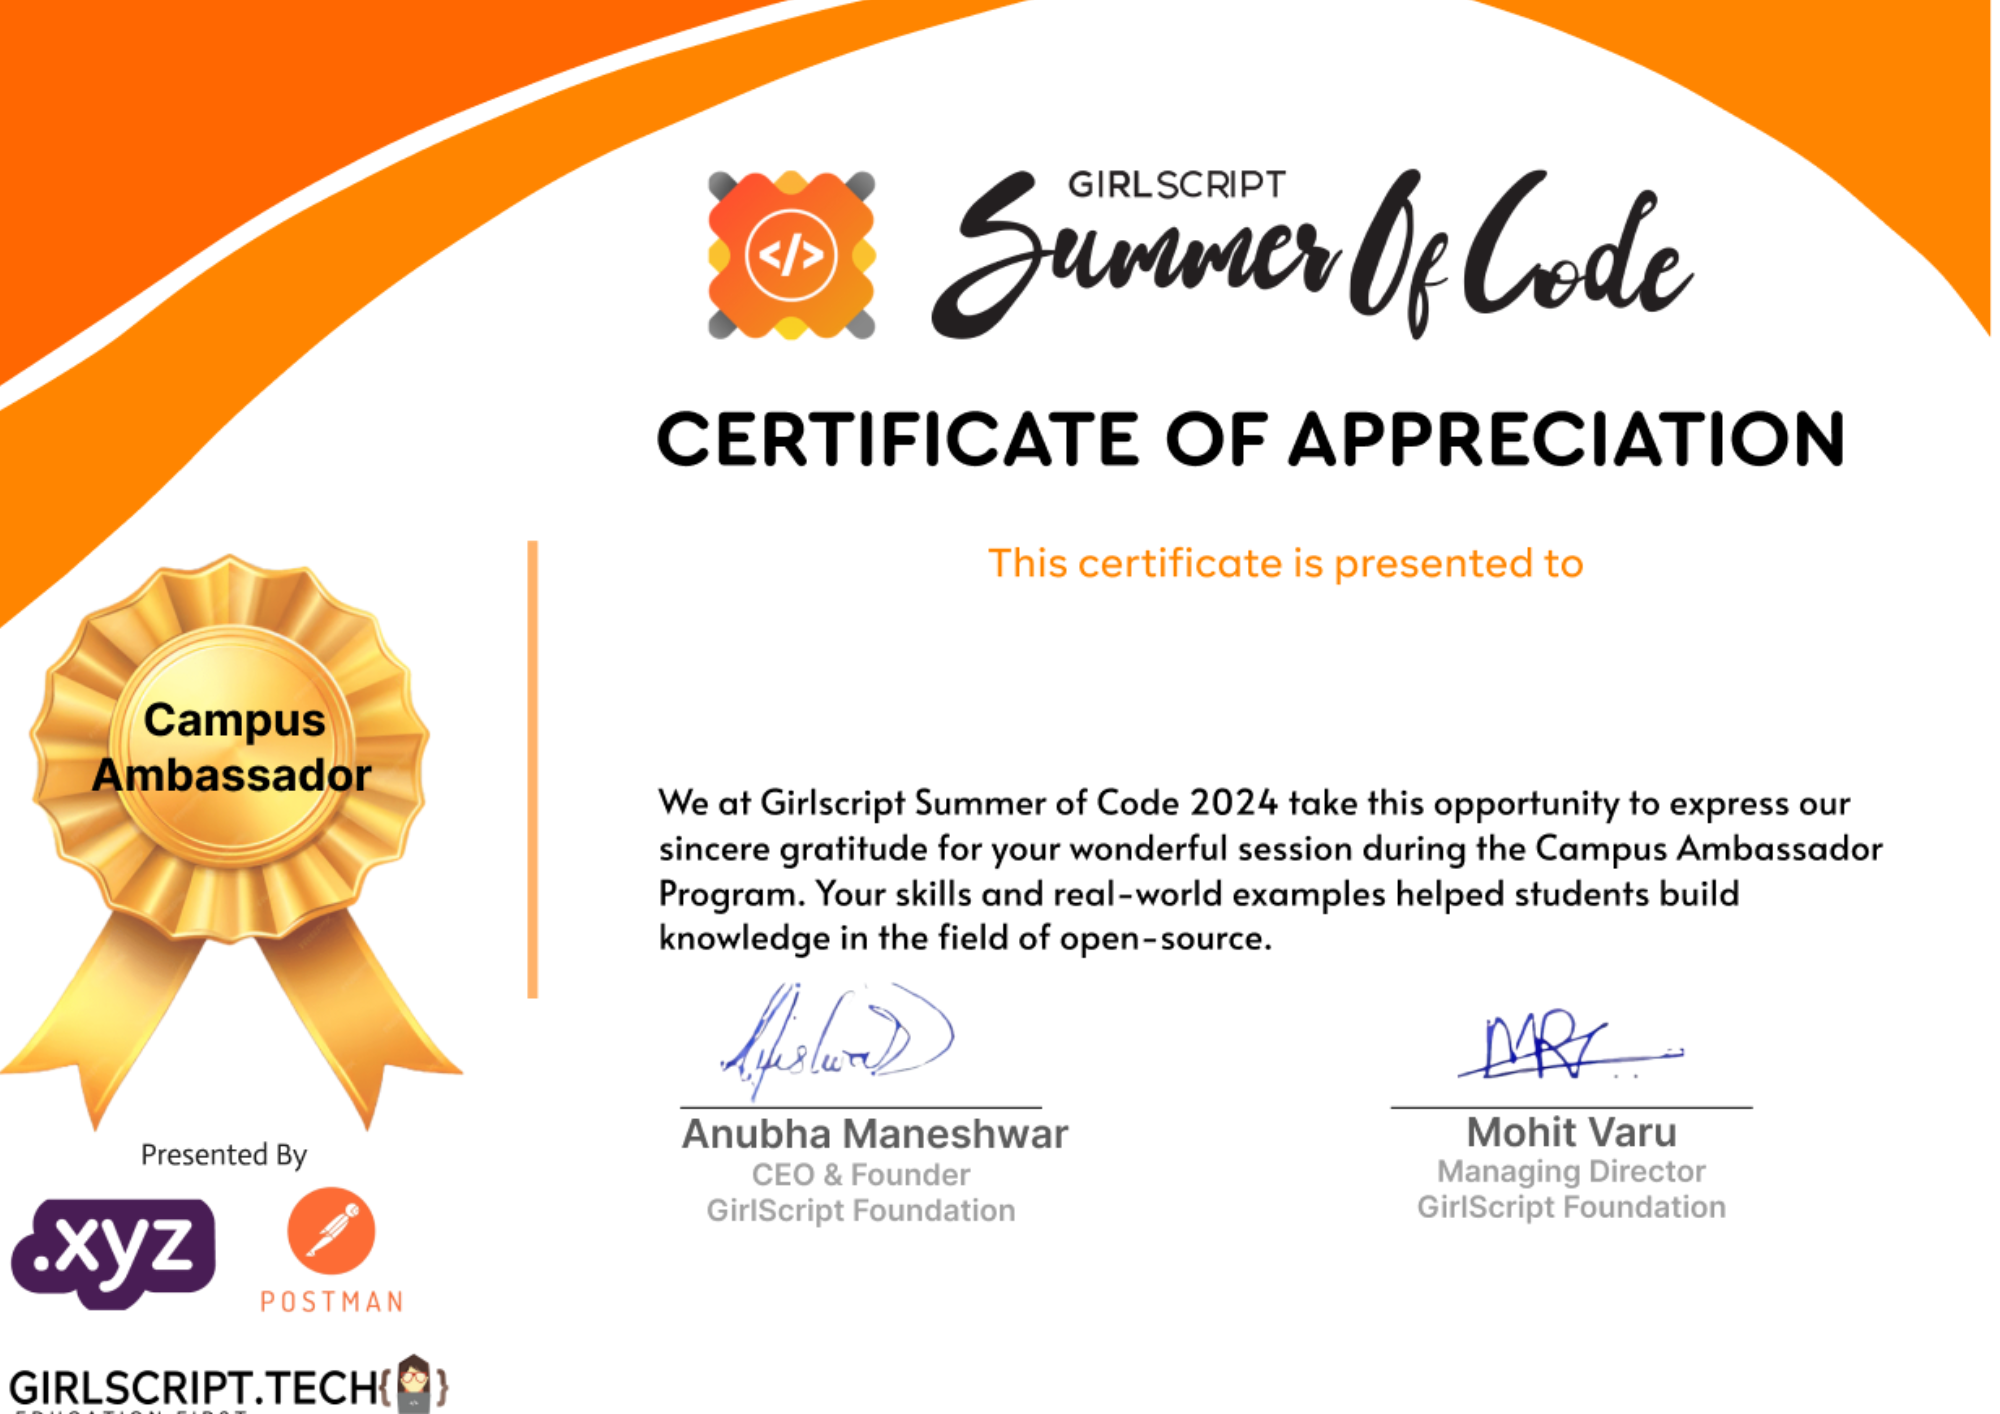 GIRLSCRIPT
Summer Of Code
</>
CERTIFICATE OF APPRECIATION
This certificate is presented to
Campus
Ambassador
We at Girlscript Summer of Code 2024 take this opportunity to express our
sincere gratitude for your wonderful session during the Campus Ambassador
Program. Your skills and real-world examples helped students build
knowledge in the field of open-source.
Anubha Maneshwar
CEO & Founder
GirlScript Foundation
Mohit Varu
Managing Director
GirlScript Foundation
Presented By
.xyz
POSTMAN
GIRLSCRIPT.TECH{ }
EDUCATION FIRST